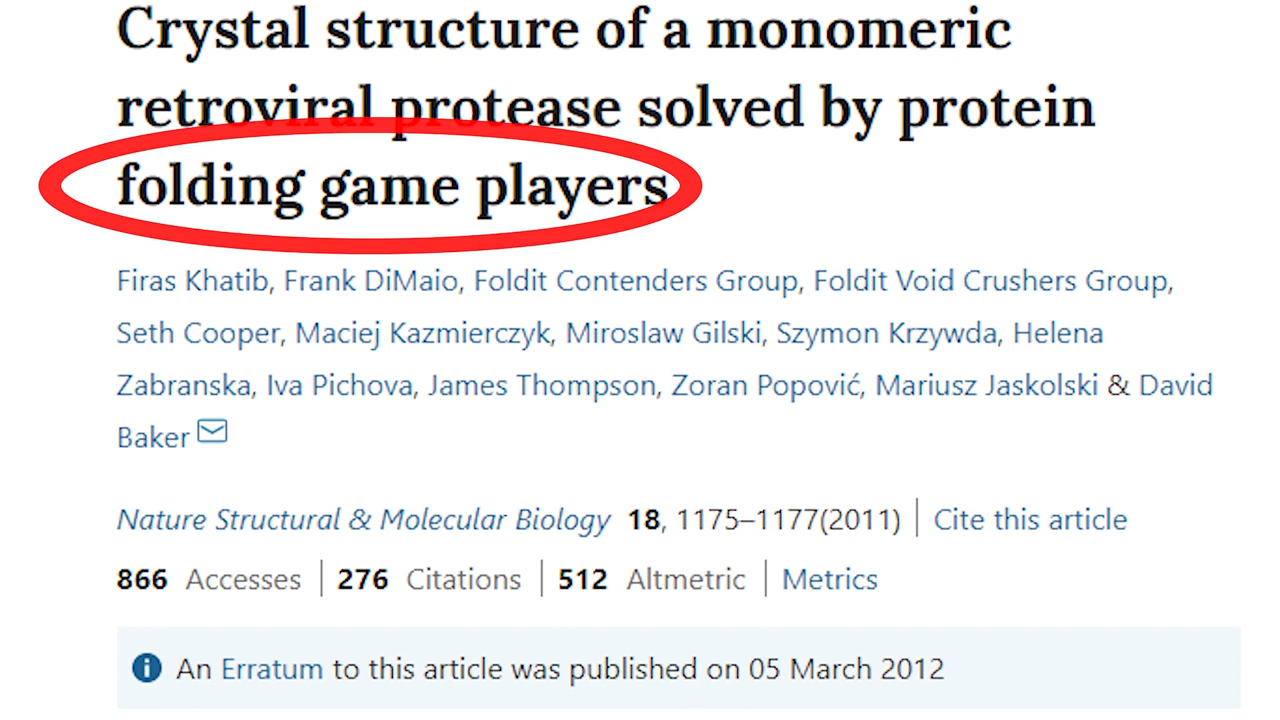 Crystal structure of a monomeric
retroviral protease solved by protein
folding game players
Firas Khatib, Frank DiMaio, Foldit Contenders Group, Foldit Void Crushers Group,
Seth Cooper, Maciej Kazmierczyk, Miroslaw Gilski, Szymon Krzywda, Helena
Zabranska, Iva Pichova, James Thompson, Zoran Popović, Mariusz Jaskolski & David
Baker
Nature Structural & Molecular Biology 18, 1175–1177(2011) | Cite this article
866 Accesses | 276 Citations | 512 Altmetric | Metrics
An Erratum to this article was published on 05 March 2012